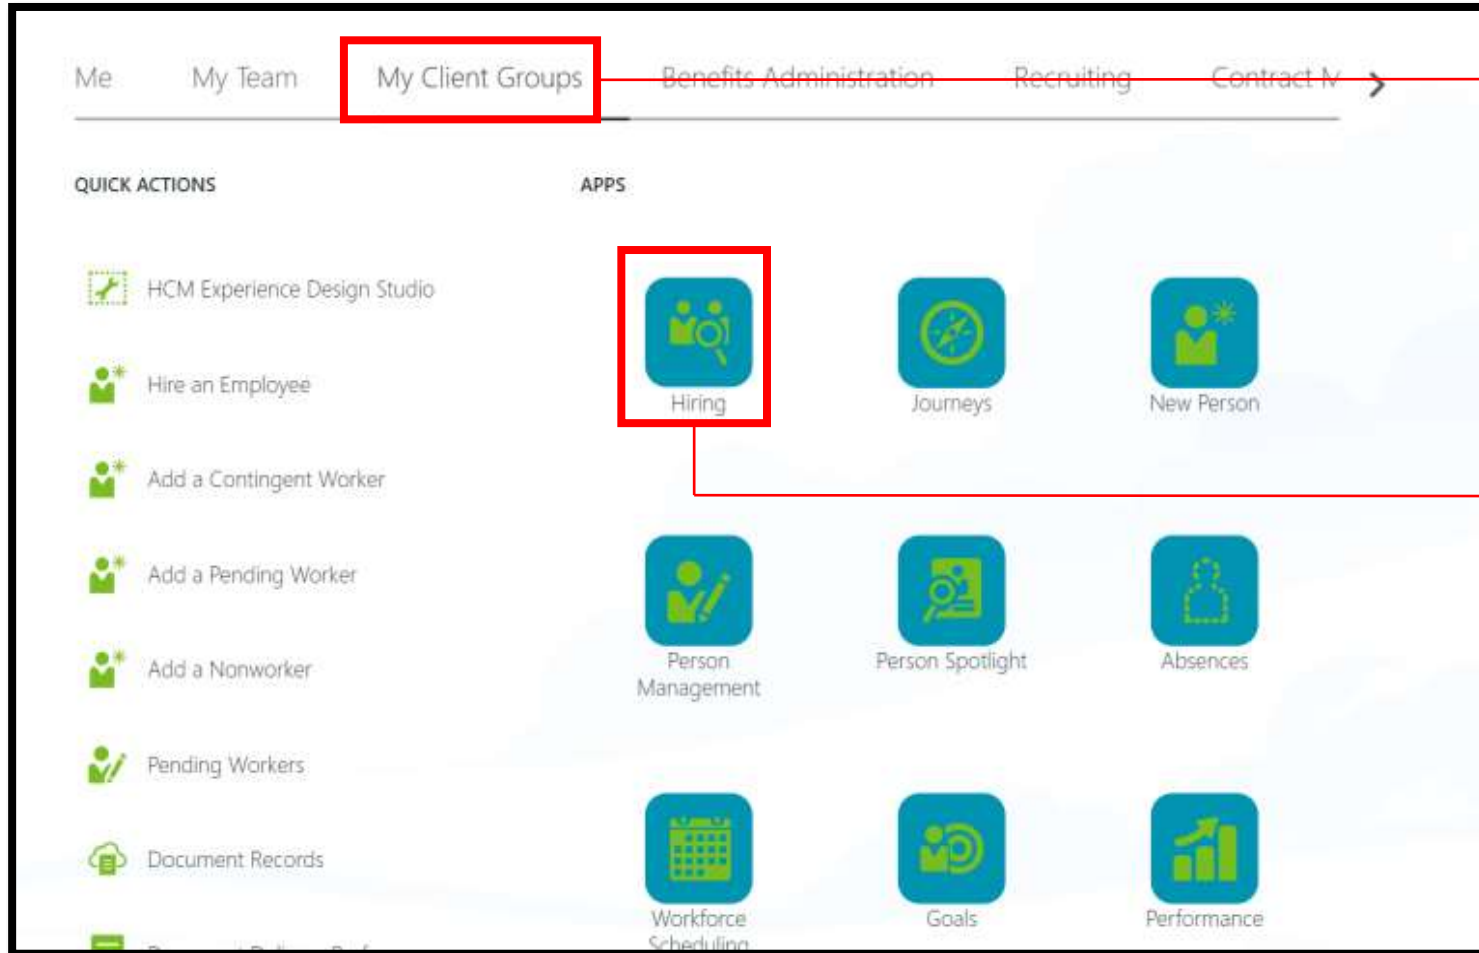 Me My Team My Client Groups Benefits Administration Recruiting Contract M
QUICK ACTIONS
HCM Experience Design Studio
Hire an Employee
Add a Contingent Worker
Add a Pending Worker
Add a Nonworker
Pending Workers
Document Records
APPS
Hiring
Journeys
New Person
Person
Management
Person Spotlight
Absences
Workforce
Scheduling
Goals
Performance